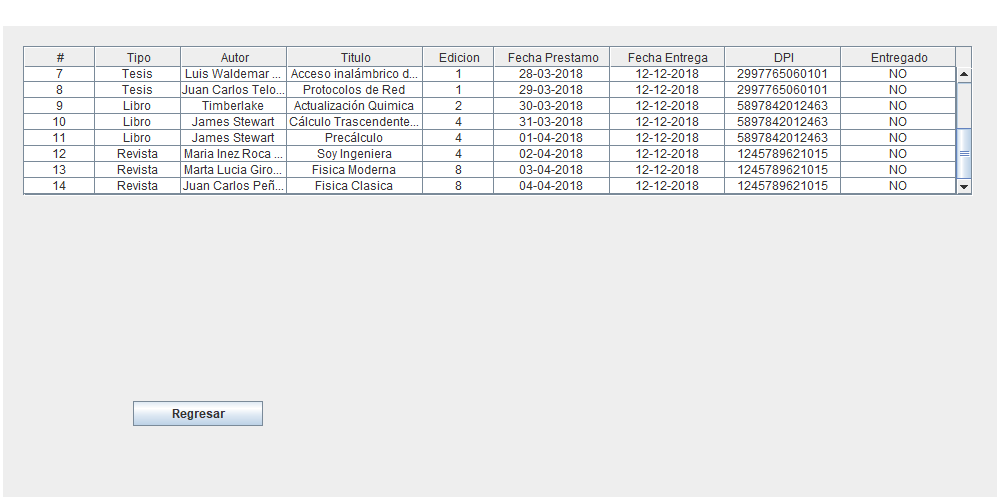 # Tipo Autor Titulo Edicion Fecha Prestamo Fecha Entrega DPI Entregado
7 Tesis Luis Waldemar ... Acceso inalámbrico d... 1 28-03-2018 12-12-2018 2997765060101 NO
8 Tesis Juan Carlos Telo... Protocolos de Red 1 29-03-2018 12-12-2018 2997765060101 NO
9 Libro Timberlake Actualización Quimica 2 30-03-2018 12-12-2018 5897842012463 NO
10 Libro James Stewart Cálculo Trascendente... 4 31-03-2018 12-12-2018 5897842012463 NO
11 Libro James Stewart Precálculo 4 01-04-2018 12-12-2018 5897842012463 NO
12 Revista Maria Inez Roca ... Soy Ingeniera 4 02-04-2018 12-12-2018 1245789621015 NO
13 Revista Marta Lucia Giro... Fisica Moderna 8 03-04-2018 12-12-2018 1245789621015 NO
14 Revista Juan Carlos Peñ... Fisica Clasica 8 04-04-2018 12-12-2018 1245789621015 NO
Regresar